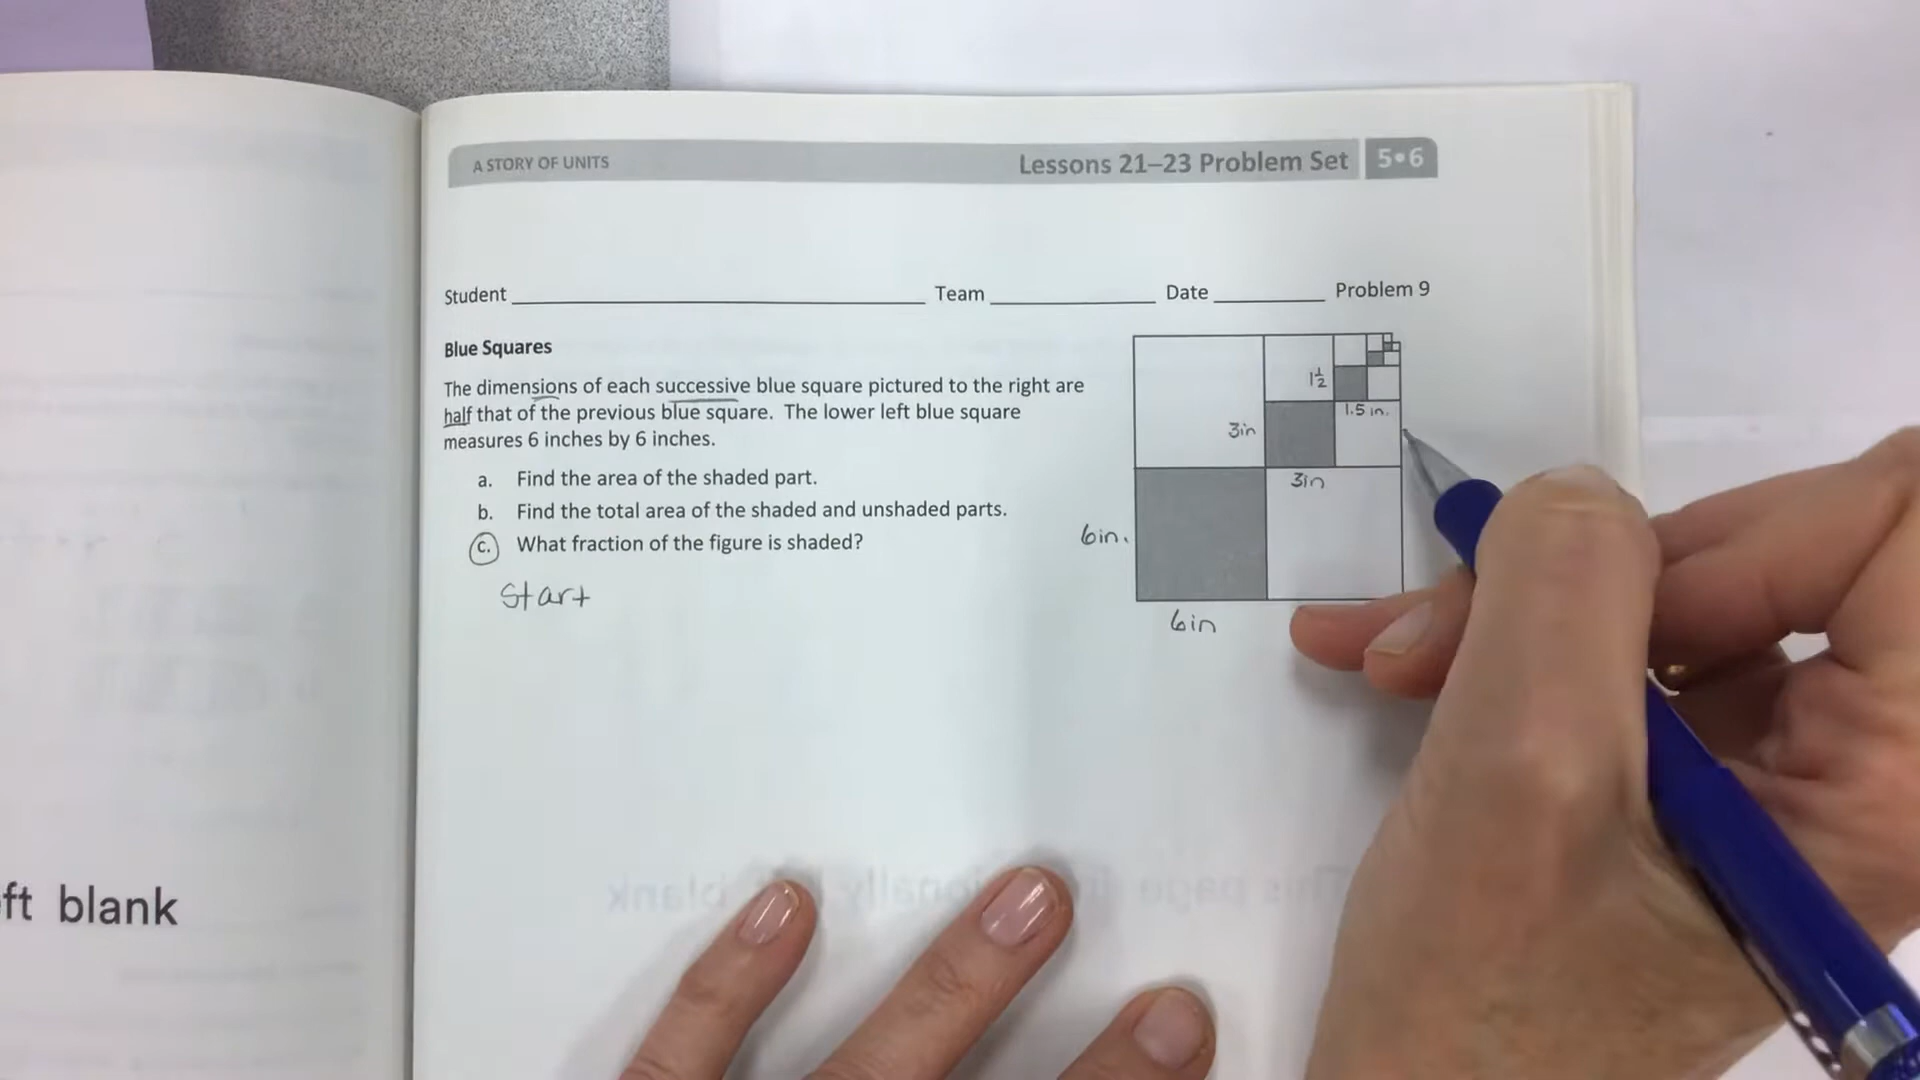 A STORY OF UNITS
Lessons 21–23 Problem Set 5•6
Student Team Date Problem 9
Blue Squares
The dimensions of each successive blue square pictured to the right are
half that of the previous blue square. The lower left blue square
measures 6 inches by 6 inches.
a. Find the area of the shaded part.
b. Find the total area of the shaded and unshaded parts.
c. What fraction of the figure is shaded?
Start
1½
1.5 in.
3in
3in
6in.
6in
ft blank